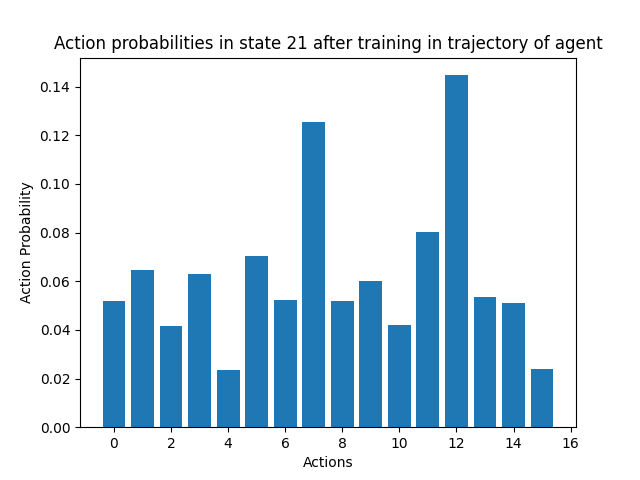 Action probabilities in state 21 after training in trajectory of agent
0.14
0.12
0.10
0.08
0.06
0.04
0.02
0.00
Action Probability
0 2 4 6 8 10 12 14 16
Actions